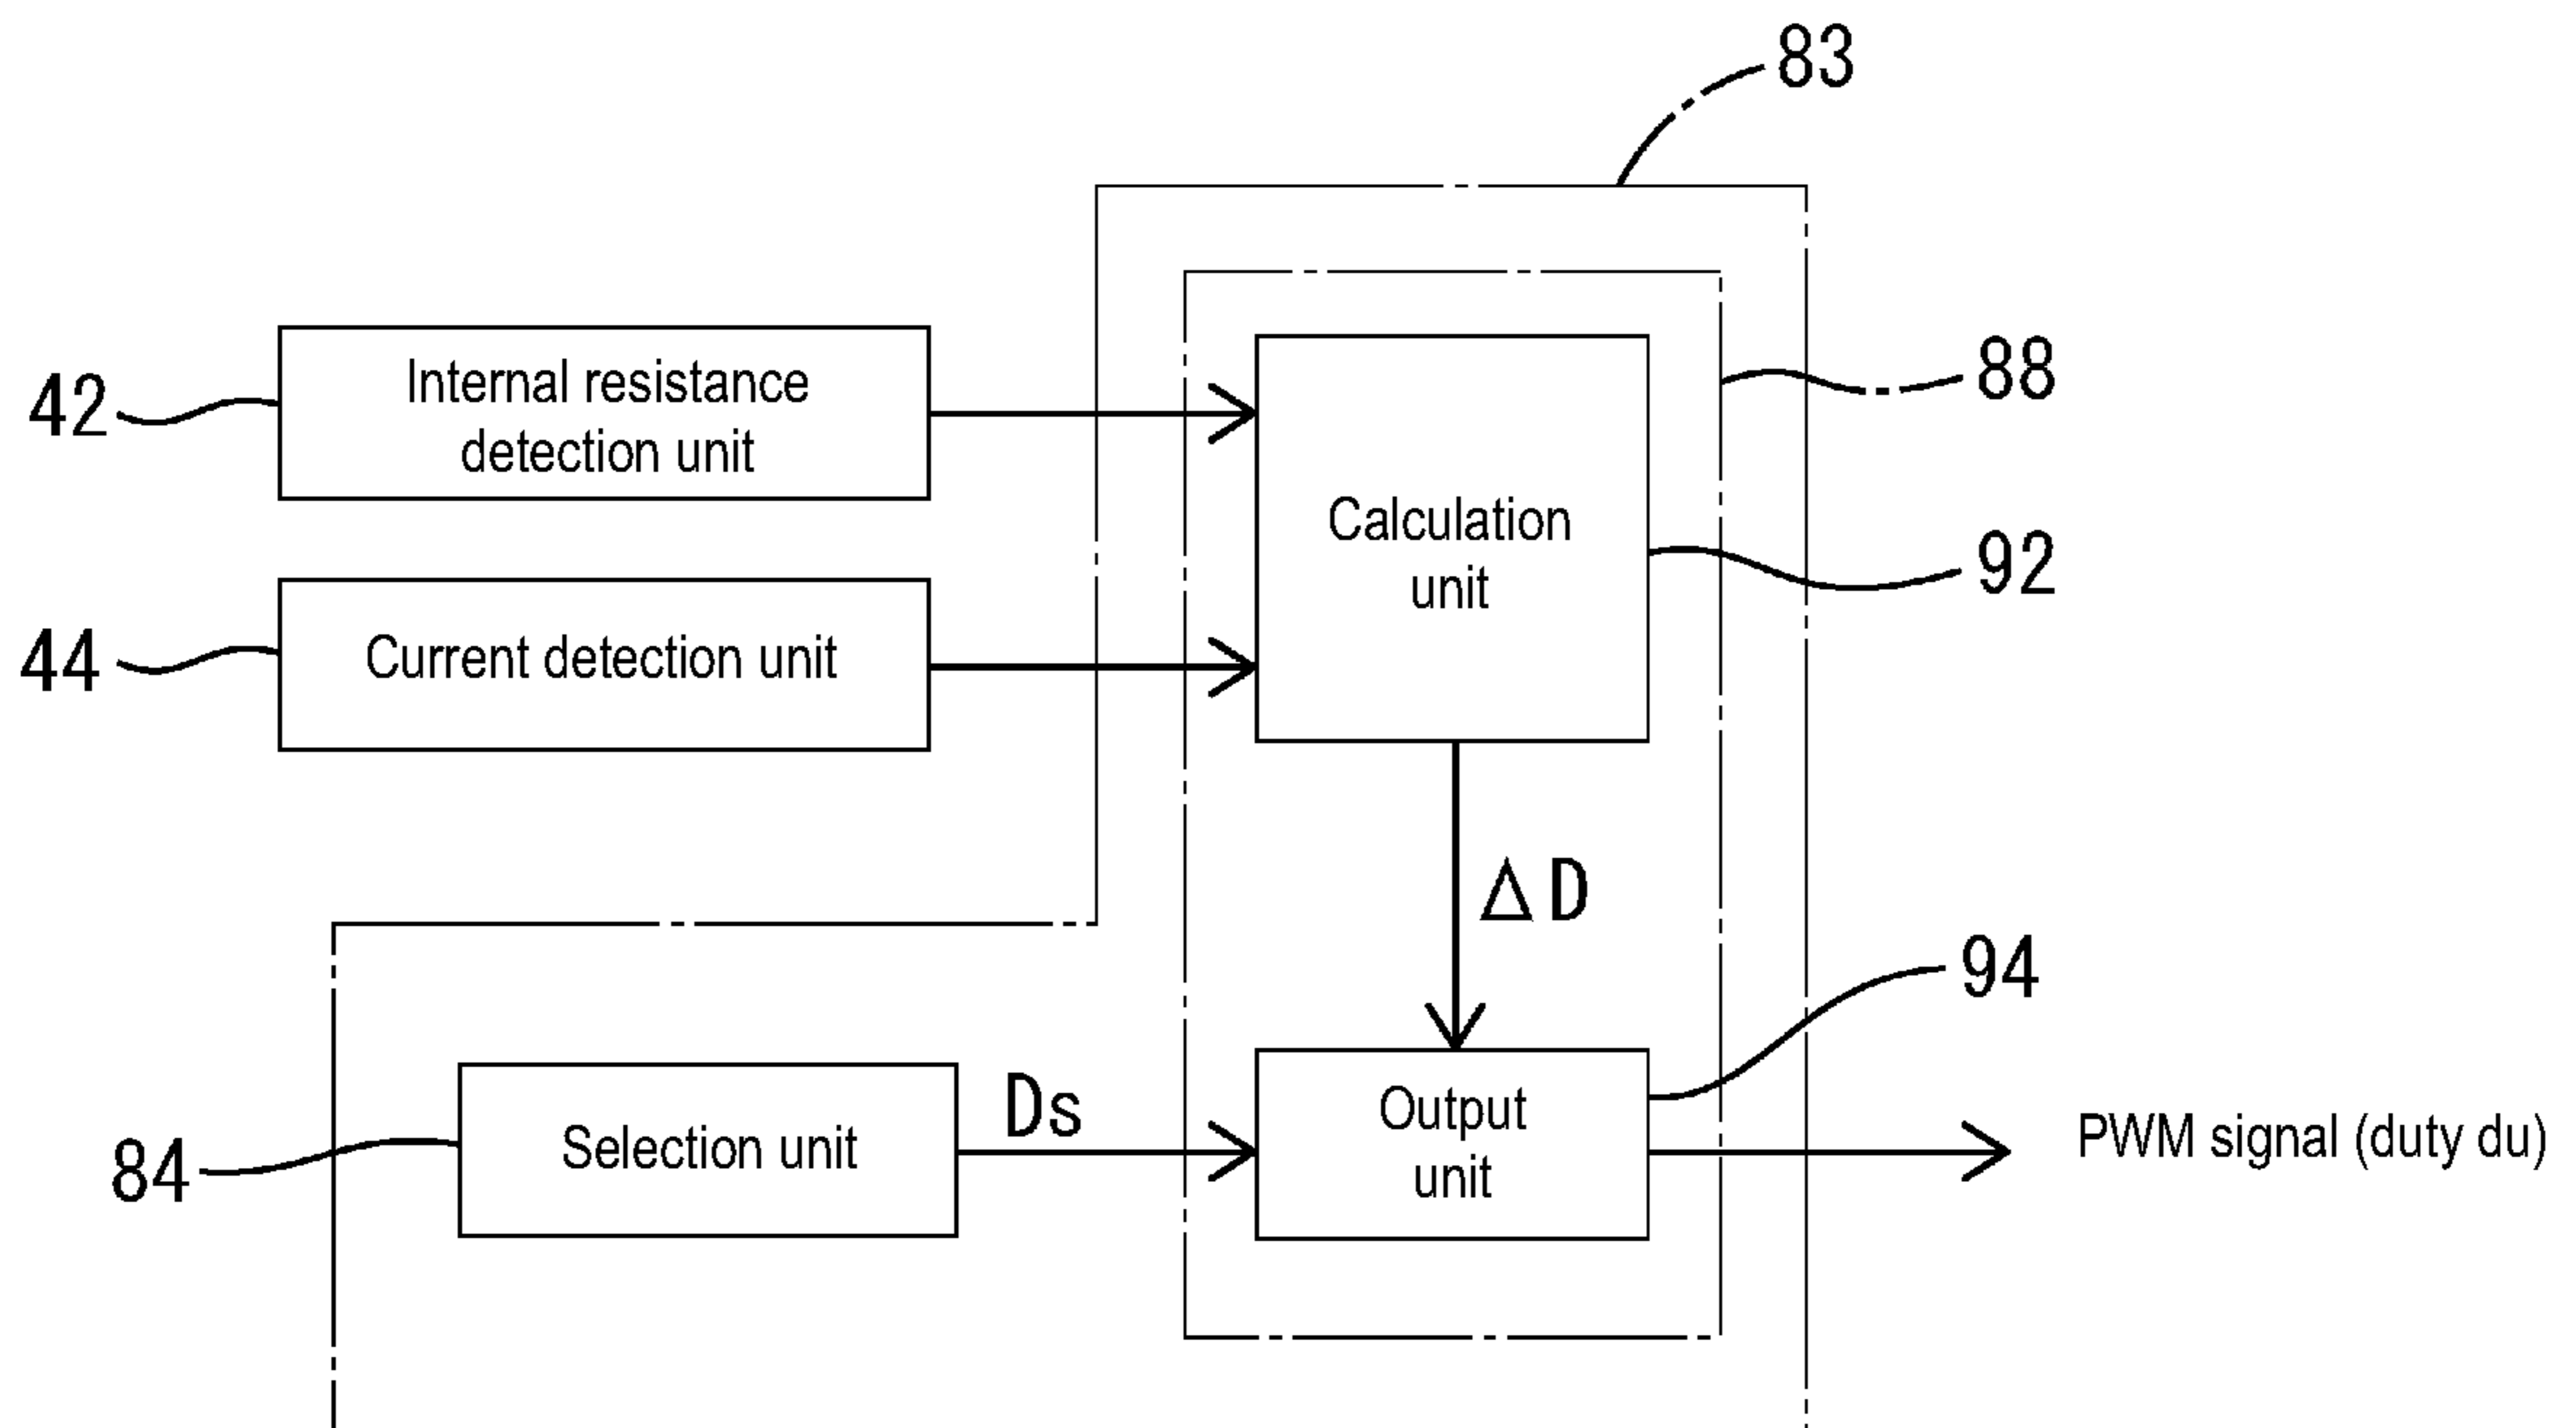 83
42
Internal resistance
detection unit
88
Calculation
unit
92
44
Current detection unit
ΔD
94
84
Selection unit
Ds
Output
unit
PWM signal (duty du)